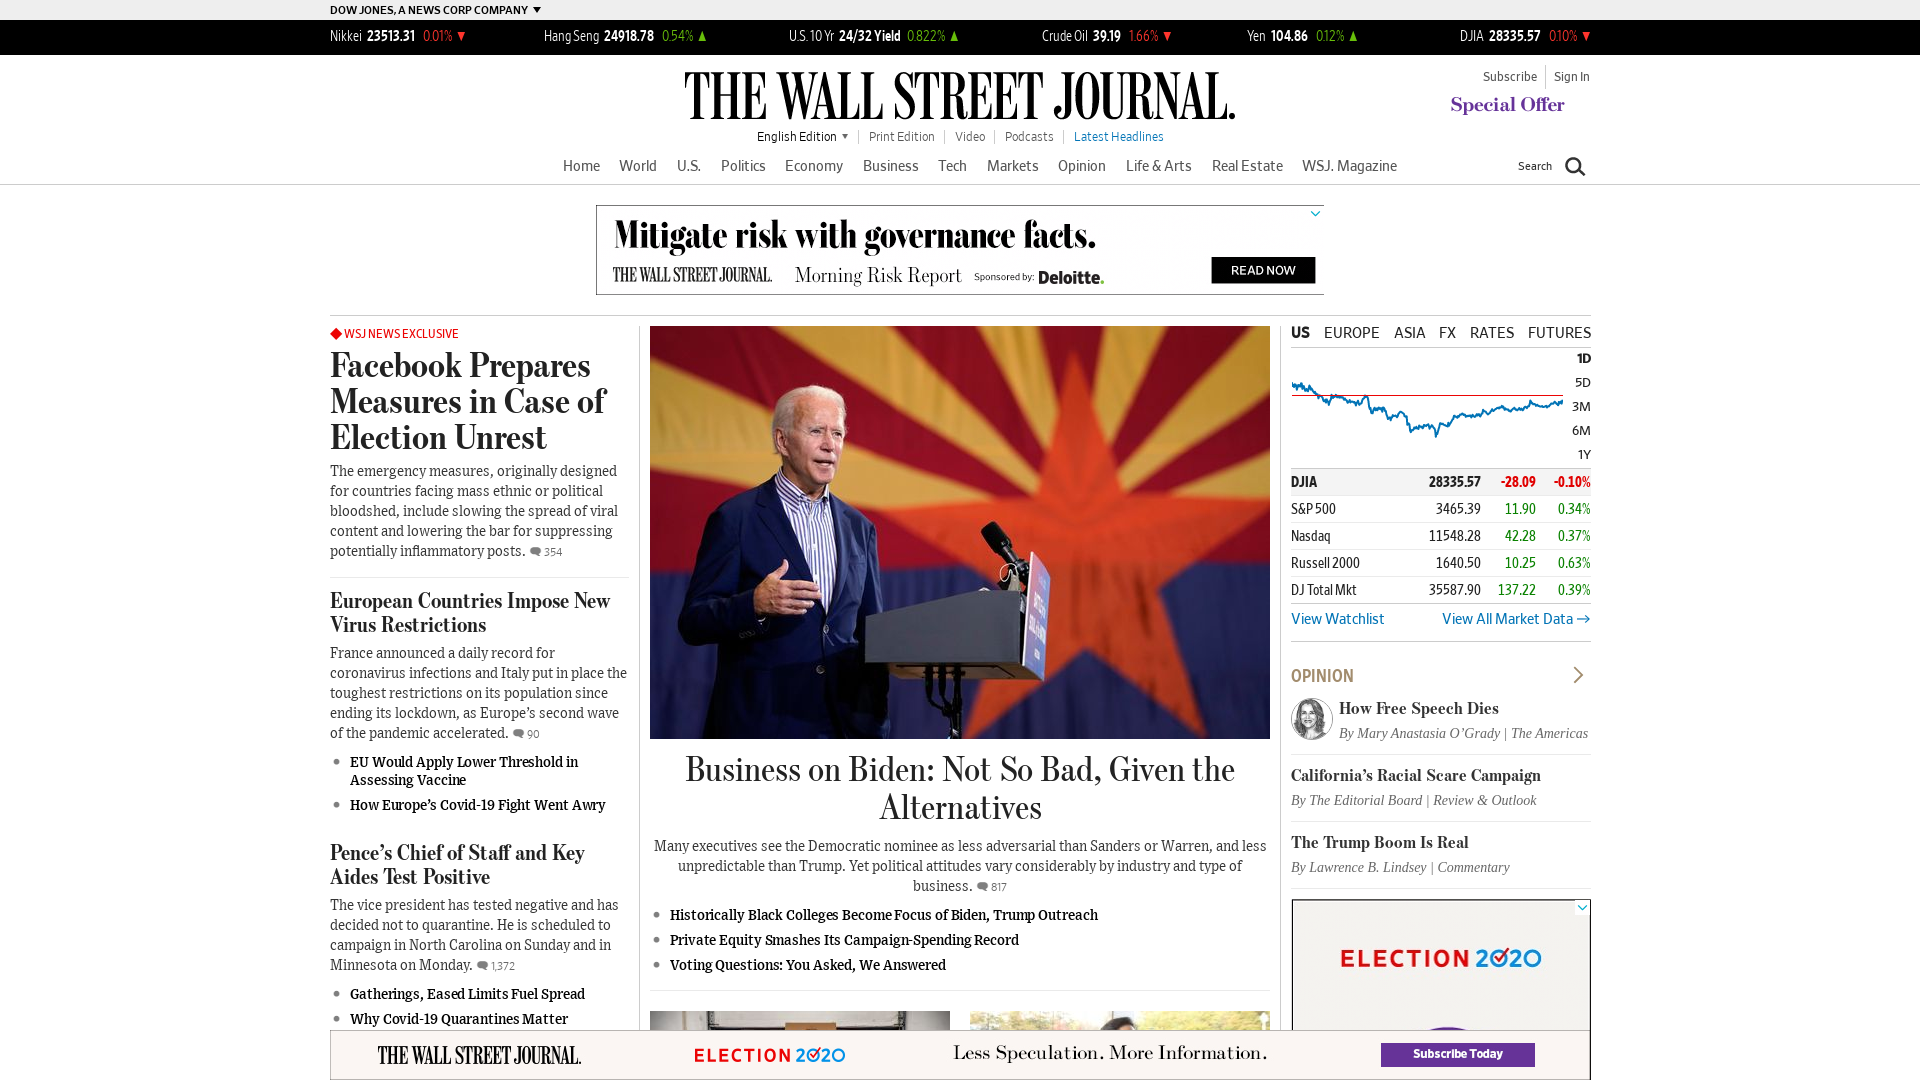 DOW JONES, A NEWS CORP COMPANY
Nikkei 23513.31 0.01% Hang Seng 24918.78 0.54% U.S. 10 Yr 24/32 Yield 0.822% Crude Oil 39.19 1.66% Yen 104.86 0.12% DJIA 28335.57 0.10%
THE WALL STREET JOURNAL.
Subscribe Sign In
Special Offer
English Edition Print Edition Video Podcasts Latest Headlines
Home World U.S. Politics Economy Business Tech Markets Opinion Life & Arts Real Estate WSJ. Magazine
Search
Mitigate risk with governance facts.
THE WALL STREET JOURNAL. Morning Risk Report Sponsored by: Deloitte.
READ NOW
WSJ NEWS EXCLUSIVE
Facebook Prepares
Measures in Case of
Election Unrest
The emergency measures, originally designed
for countries facing mass ethnic or political
bloodshed, include slowing the spread of viral
content and lowering the bar for suppressing
potentially inflammatory posts. 354
European Countries Impose New
Virus Restrictions
France announced a daily record for
coronavirus infections and Italy put in place the
toughest restrictions on its population since
ending its lockdown, as Europe’s second wave
of the pandemic accelerated. 90
EU Would Apply Lower Threshold in
Assessing Vaccine
How Europe’s Covid-19 Fight Went Awry
Pence’s Chief of Staff and Key
Aides Test Positive
The vice president has tested negative and has
decided not to quarantine. He is scheduled to
campaign in North Carolina on Sunday and in
Minnesota on Monday. 1,372
Gatherings, Eased Limits Fuel Spread
Why Covid-19 Quarantines Matter
Business on Biden: Not So Bad, Given the
Alternatives
Many executives see the Democratic nominee as less adversarial than Sanders or Warren, and less
unpredictable than Trump. Yet political attitudes vary considerably by industry and type of
business. 817
Historically Black Colleges Become Focus of Biden, Trump Outreach
Private Equity Smashes Its Campaign-Spending Record
Voting Questions: You Asked, We Answered
US EUROPE ASIA FX RATES FUTURES
1D
5D
3M
6M
1Y
DJIA 28335.57 -28.09 -0.10%
S&P 500 3465.39 11.90 0.34%
Nasdaq 11548.28 42.28 0.37%
Russell 2000 1640.50 10.25 0.63%
DJ Total Mkt 35587.90 137.22 0.39%
View Watchlist View All Market Data
OPINION
How Free Speech Dies
By Mary Anastasia O’Grady | The Americas
California’s Racial Scare Campaign
By The Editorial Board | Review & Outlook
The Trump Boom Is Real
By Lawrence B. Lindsey | Commentary
ELECTION 2020
THE WALL STREET JOURNAL. ELECTION 2020 Less Speculation. More Information. Subscribe Today